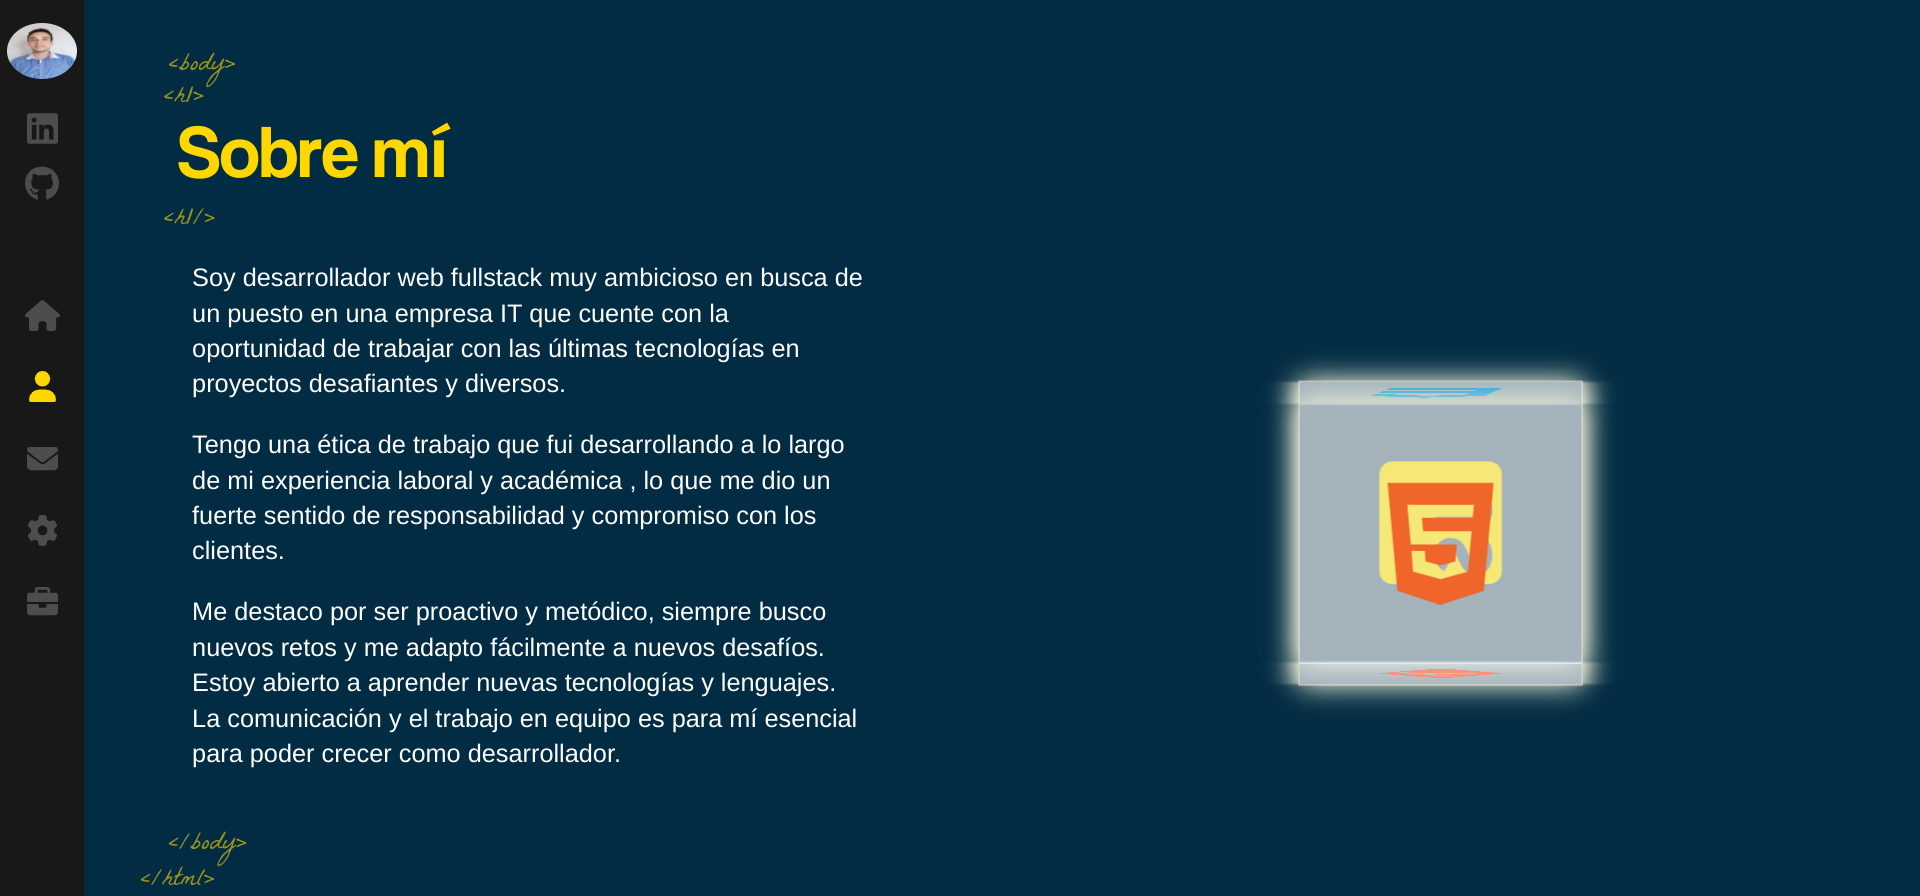 <body>
<h1>
Sobre mí
<h1/>
Soy desarrollador web fullstack muy ambicioso en busca de
un puesto en una empresa IT que cuente con la
oportunidad de trabajar con las últimas tecnologías en
proyectos desafiantes y diversos.
Tengo una ética de trabajo que fui desarrollando a lo largo
de mi experiencia laboral y académica , lo que me dio un
fuerte sentido de responsabilidad y compromiso con los
clientes.
Me destaco por ser proactivo y metódico, siempre busco
nuevos retos y me adapto fácilmente a nuevos desafíos.
Estoy abierto a aprender nuevas tecnologías y lenguajes.
La comunicación y el trabajo en equipo es para mí esencial
para poder crecer como desarrollador.
</body>
</html>
in
5